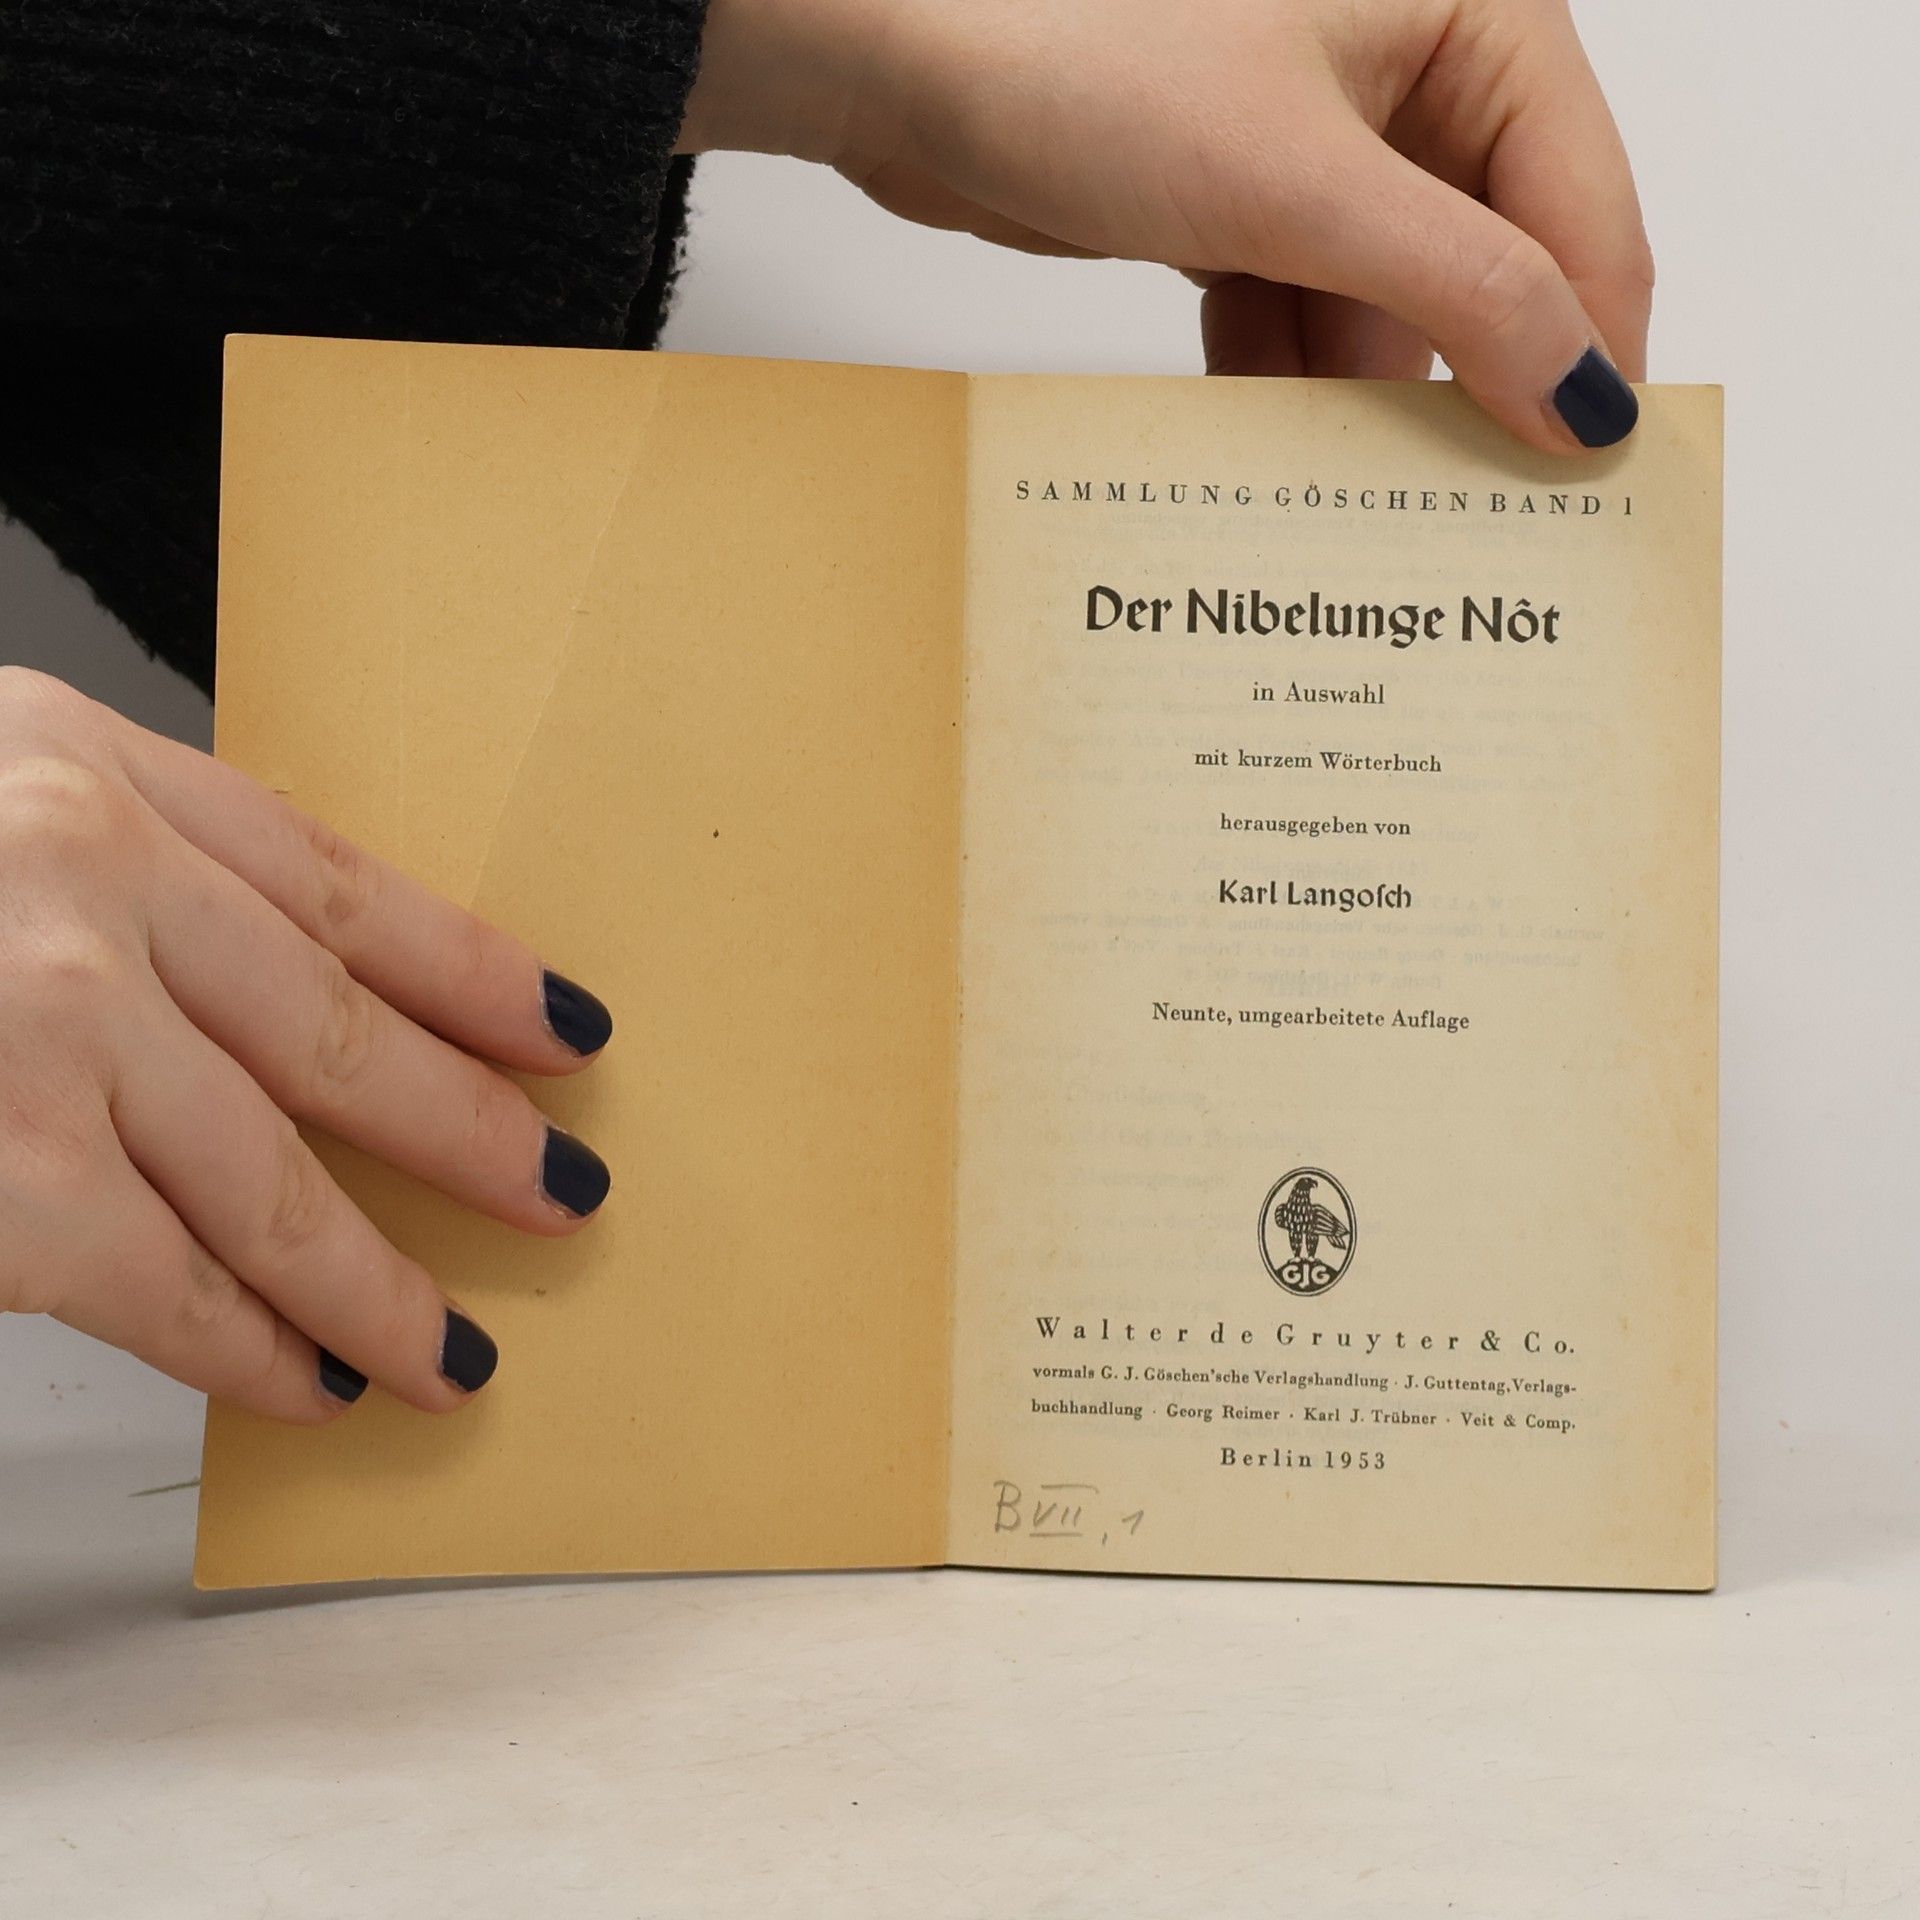 SAMMLUNG GÖSCHEN BAND 1
Der Nibelunge Nôt
in Auswahl
mit kurzem Wörterbuch
herausgegeben von
Karl Langoſch
Neunte, umgearbeitete Auflage
GJG
Walter de Gruyter & Co.
vormals G. J. Göschen'sche Verlagshandlung · J. Guttentag, Verlags-
buchhandlung · Georg Reimer · Karl J. Trübner · Veit & Comp.
Berlin 1953
B VII, 1